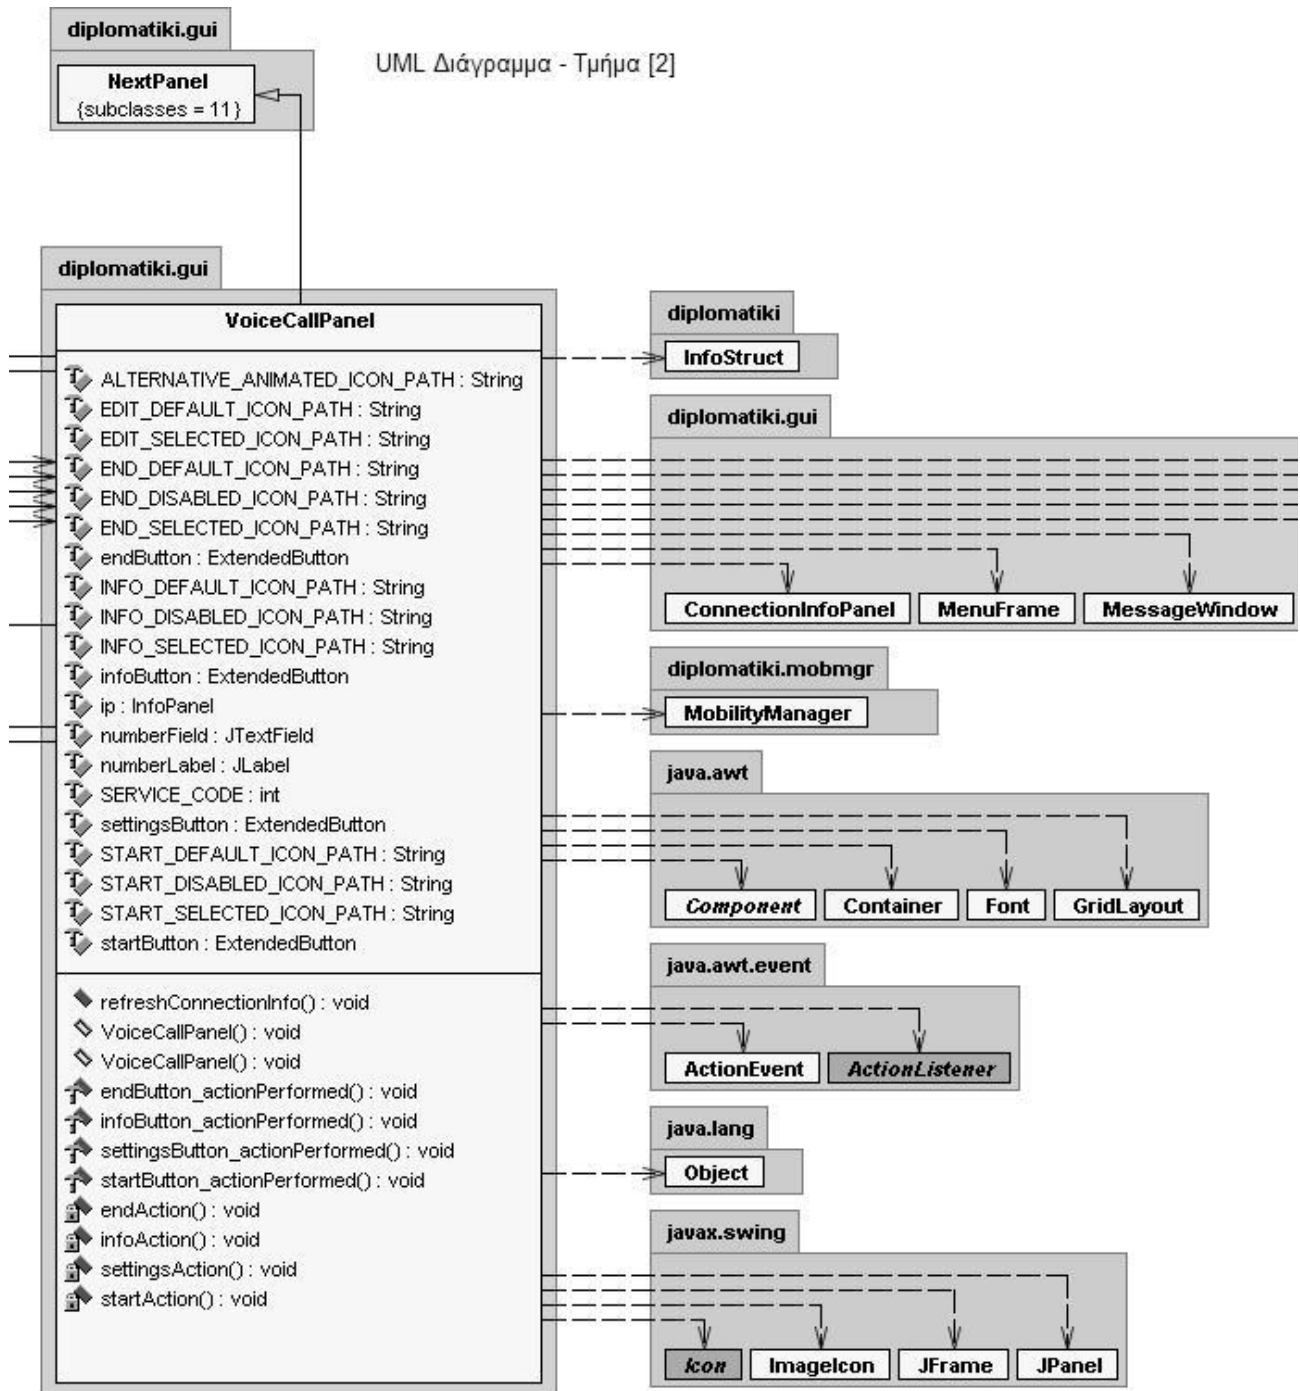 diplomatiki.gui
NextPanel
{subclasses = 11}
UML Διάγραμμα - Τμήμα [2]
diplomatiki.gui
VoiceCallPanel
ALTERNATIVE_ANIMATED_ICON_PATH : String
EDIT_DEFAULT_ICON_PATH : String
EDIT_SELECTED_ICON_PATH : String
END_DEFAULT_ICON_PATH : String
END_DISABLED_ICON_PATH : String
END_SELECTED_ICON_PATH : String
endButton : ExtendedButton
INFO_DEFAULT_ICON_PATH : String
INFO_DISABLED_ICON_PATH : String
INFO_SELECTED_ICON_PATH : String
infoButton : ExtendedButton
ip : InfoPanel
numberField : JTextField
numberLabel : JLabel
SERVICE_CODE : int
settingsButton : ExtendedButton
START_DEFAULT_ICON_PATH : String
START_DISABLED_ICON_PATH : String
START_SELECTED_ICON_PATH : String
startButton : ExtendedButton
refreshConnectionInfo() : void
VoiceCallPanel() : void
VoiceCallPanel() : void
endButton_actionPerformed() : void
infoButton_actionPerformed() : void
settingsButton_actionPerformed() : void
startButton_actionPerformed() : void
endAction() : void
infoAction() : void
settingsAction() : void
startAction() : void
diplomatiki
InfoStruct
diplomatiki.gui
ConnectionInfoPanel MenuFrame MessageWindow
diplomatiki.mobmgr
MobilityManager
java.awt
Component Container Font GridLayout
java.awt.event
ActionEvent ActionListener
java.lang
Object
javax.swing
Icon ImageIcon JFrame JPanel